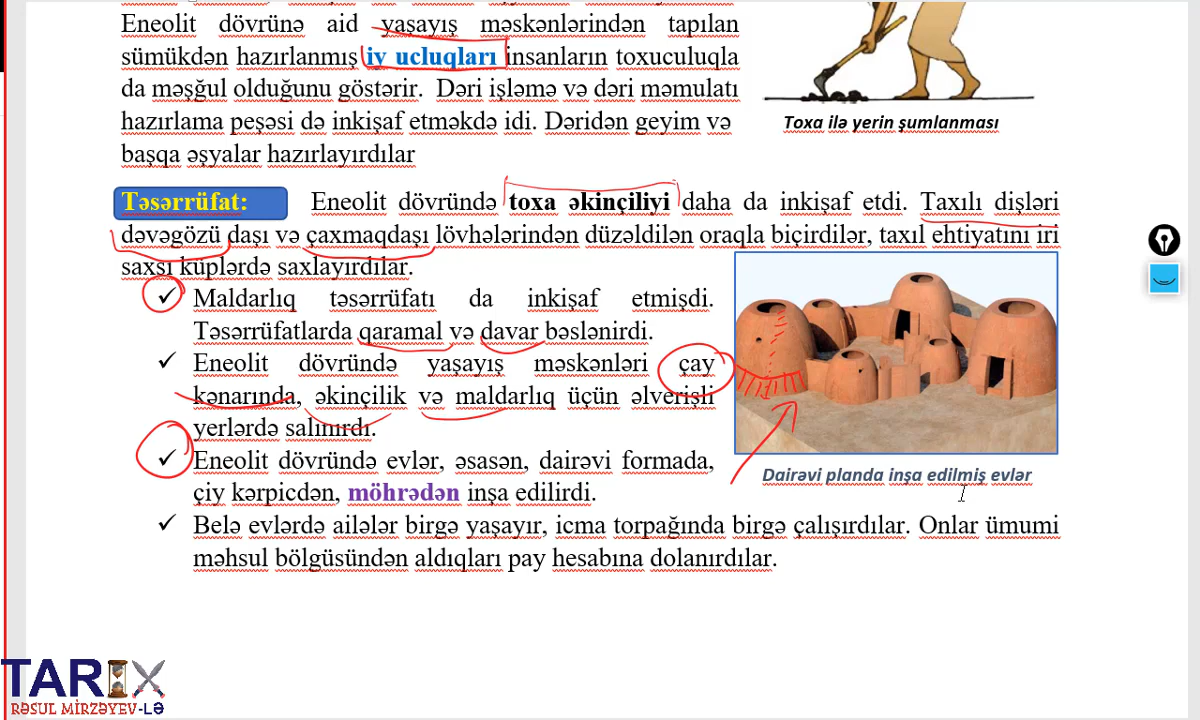 Eneolit dövrünə aid yaşayış məskənlərindən tapılan
sümükdən hazırlanmış iy ucluqları insanların toxuculuqla
da məşğul olduğunu göstərir. Dəri işləmə və dəri məmulatı
hazırlama peşəsi də inkişaf etməkdə idi. Dəridən geyim və
başqa əşyalar hazırlayırdılar
Toxa ilə yerin şumlanması
Təsərrüfat: Eneolit dövründə toxa əkinçiliyi daha da inkişaf etdi. Taxılı dişləri
dəvəgözü daşı və çaxmaqdaşı lövhələrindən düzəldilən oraqla biçirdilər, taxıl ehtiyatını iri
saxsı küplərdə saxlayırdılar.
✓ Maldarlıq təsərrüfatı da inkişaf etmişdi.
Təsərrüfatlarda qaramal və davar bəslənirdi.
✓ Eneolit dövründə yaşayış məskənləri çay
kənarında, əkinçilik və maldarlıq üçün əlverişli
yerlərdə salınırdı.
✓ Eneolit dövründə evlər, əsasən, dairəvi formada,
çiy kərpicdən, möhrədən inşa edilirdi.
Dairəvi planda inşa edilmiş evlər
✓ Belə evlərdə ailələr birgə yaşayır, icma torpağında birgə çalışırdılar. Onlar ümumi
məhsul bölgüsündən aldıqları pay hesabına dolanırdılar.
TARIX
RƏSUL MİRZƏYEV-LƏ